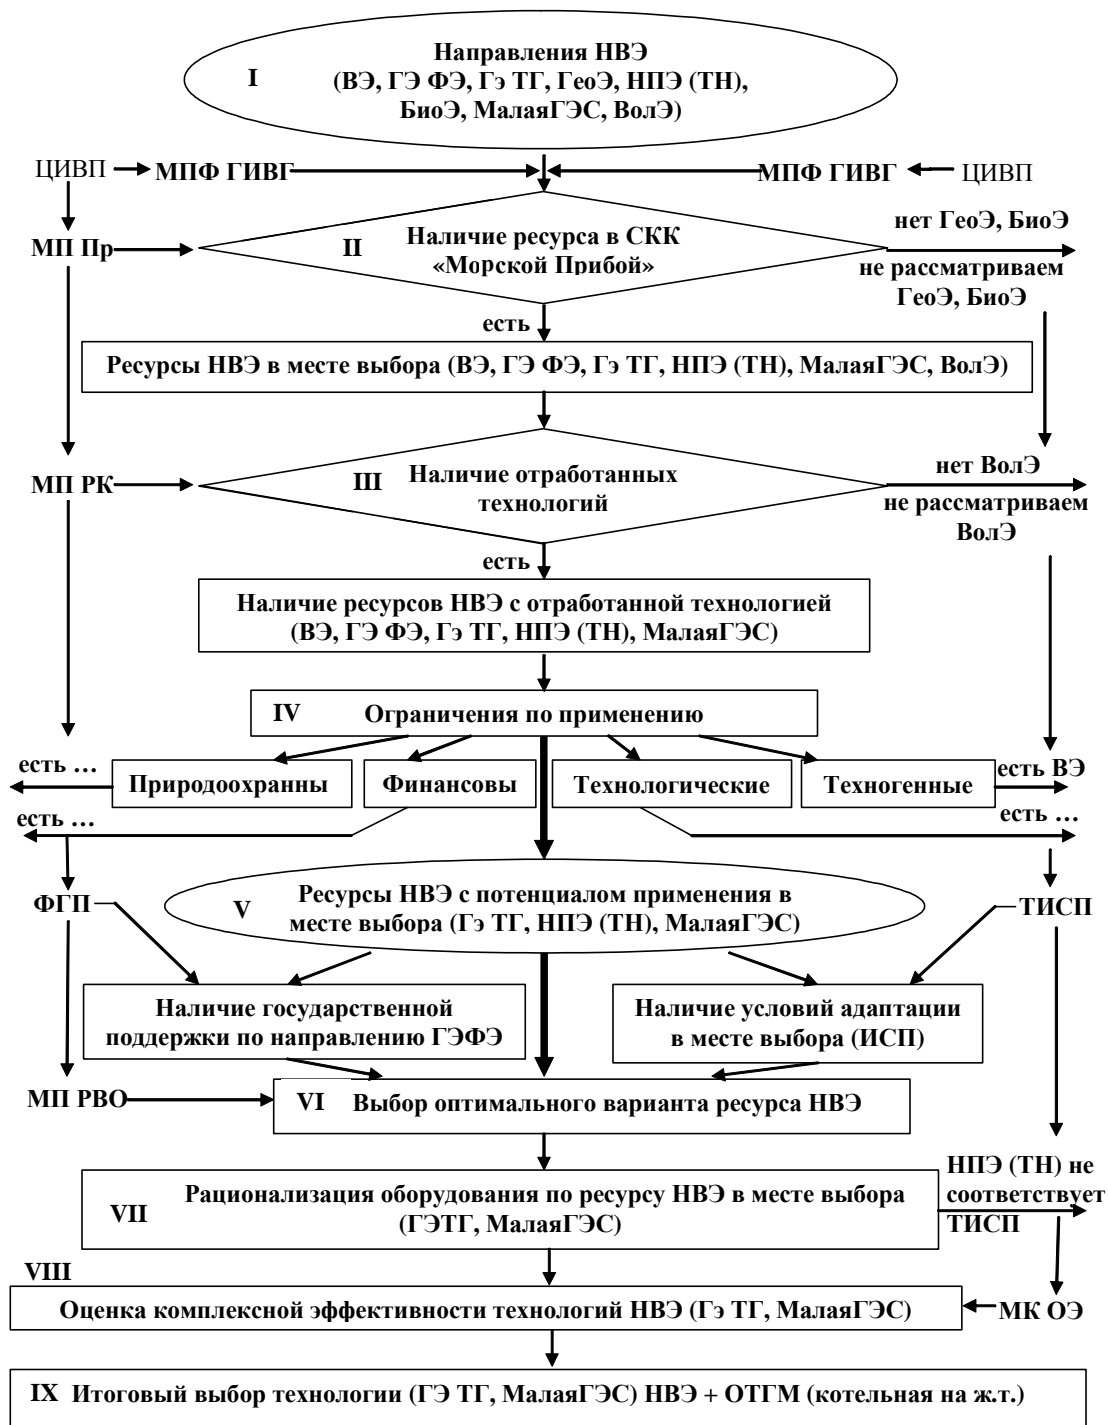 I
Направления НВЭ
(ВЭ, ГЭ ФЭ, Гэ ТГ, ГеоЭ, НПЭ (ТН),
БиоЭ, МалаяГЭС, ВолЭ)
ЦИВП
МПФ ГИВГ
МПФ ГИВГ
ЦИВП
МП Пр
II
Наличие ресурса в СКК
«Морской Прибой»
нет ГеоЭ, БиоЭ
не рассматриваем
ГеоЭ, БиоЭ
есть
Ресурсы НВЭ в месте выбора (ВЭ, ГЭ ФЭ, Гэ ТГ, НПЭ (ТН), МалаяГЭС, ВолЭ)
МП РК
III
Наличие отработанных
технологий
нет ВолЭ
не рассматриваем
ВолЭ
есть
Наличие ресурсов НВЭ с отработанной технологией
(ВЭ, ГЭ ФЭ, Гэ ТГ, НПЭ (ТН), МалаяГЭС)
IV
Ограничения по применению
есть …
Природоохранны
Финансовы
Технологические
Техногенные
есть ВЭ
есть …
есть …
ФГП
V
Ресурсы НВЭ с потенциалом применения в
месте выбора (Гэ ТГ, НПЭ (ТН), МалаяГЭС)
ТИСП
Наличие государственной
поддержки по направлению ГЭФЭ
Наличие условий адаптации
в месте выбора (ИСП)
МП РВО
VI
Выбор оптимального варианта ресурса НВЭ
VII
Рационализация оборудования по ресурсу НВЭ в месте выбора
(ГЭТГ, МалаяГЭС)
НПЭ (ТН) не
соответствует
ТИСП
VIII
Оценка комплексной эффективности технологий НВЭ (Гэ ТГ, МалаяГЭС)
МК ОЭ
IX Итоговый выбор технологии (ГЭ ТГ, МалаяГЭС) НВЭ + ОТГМ (котельная на ж.т.)